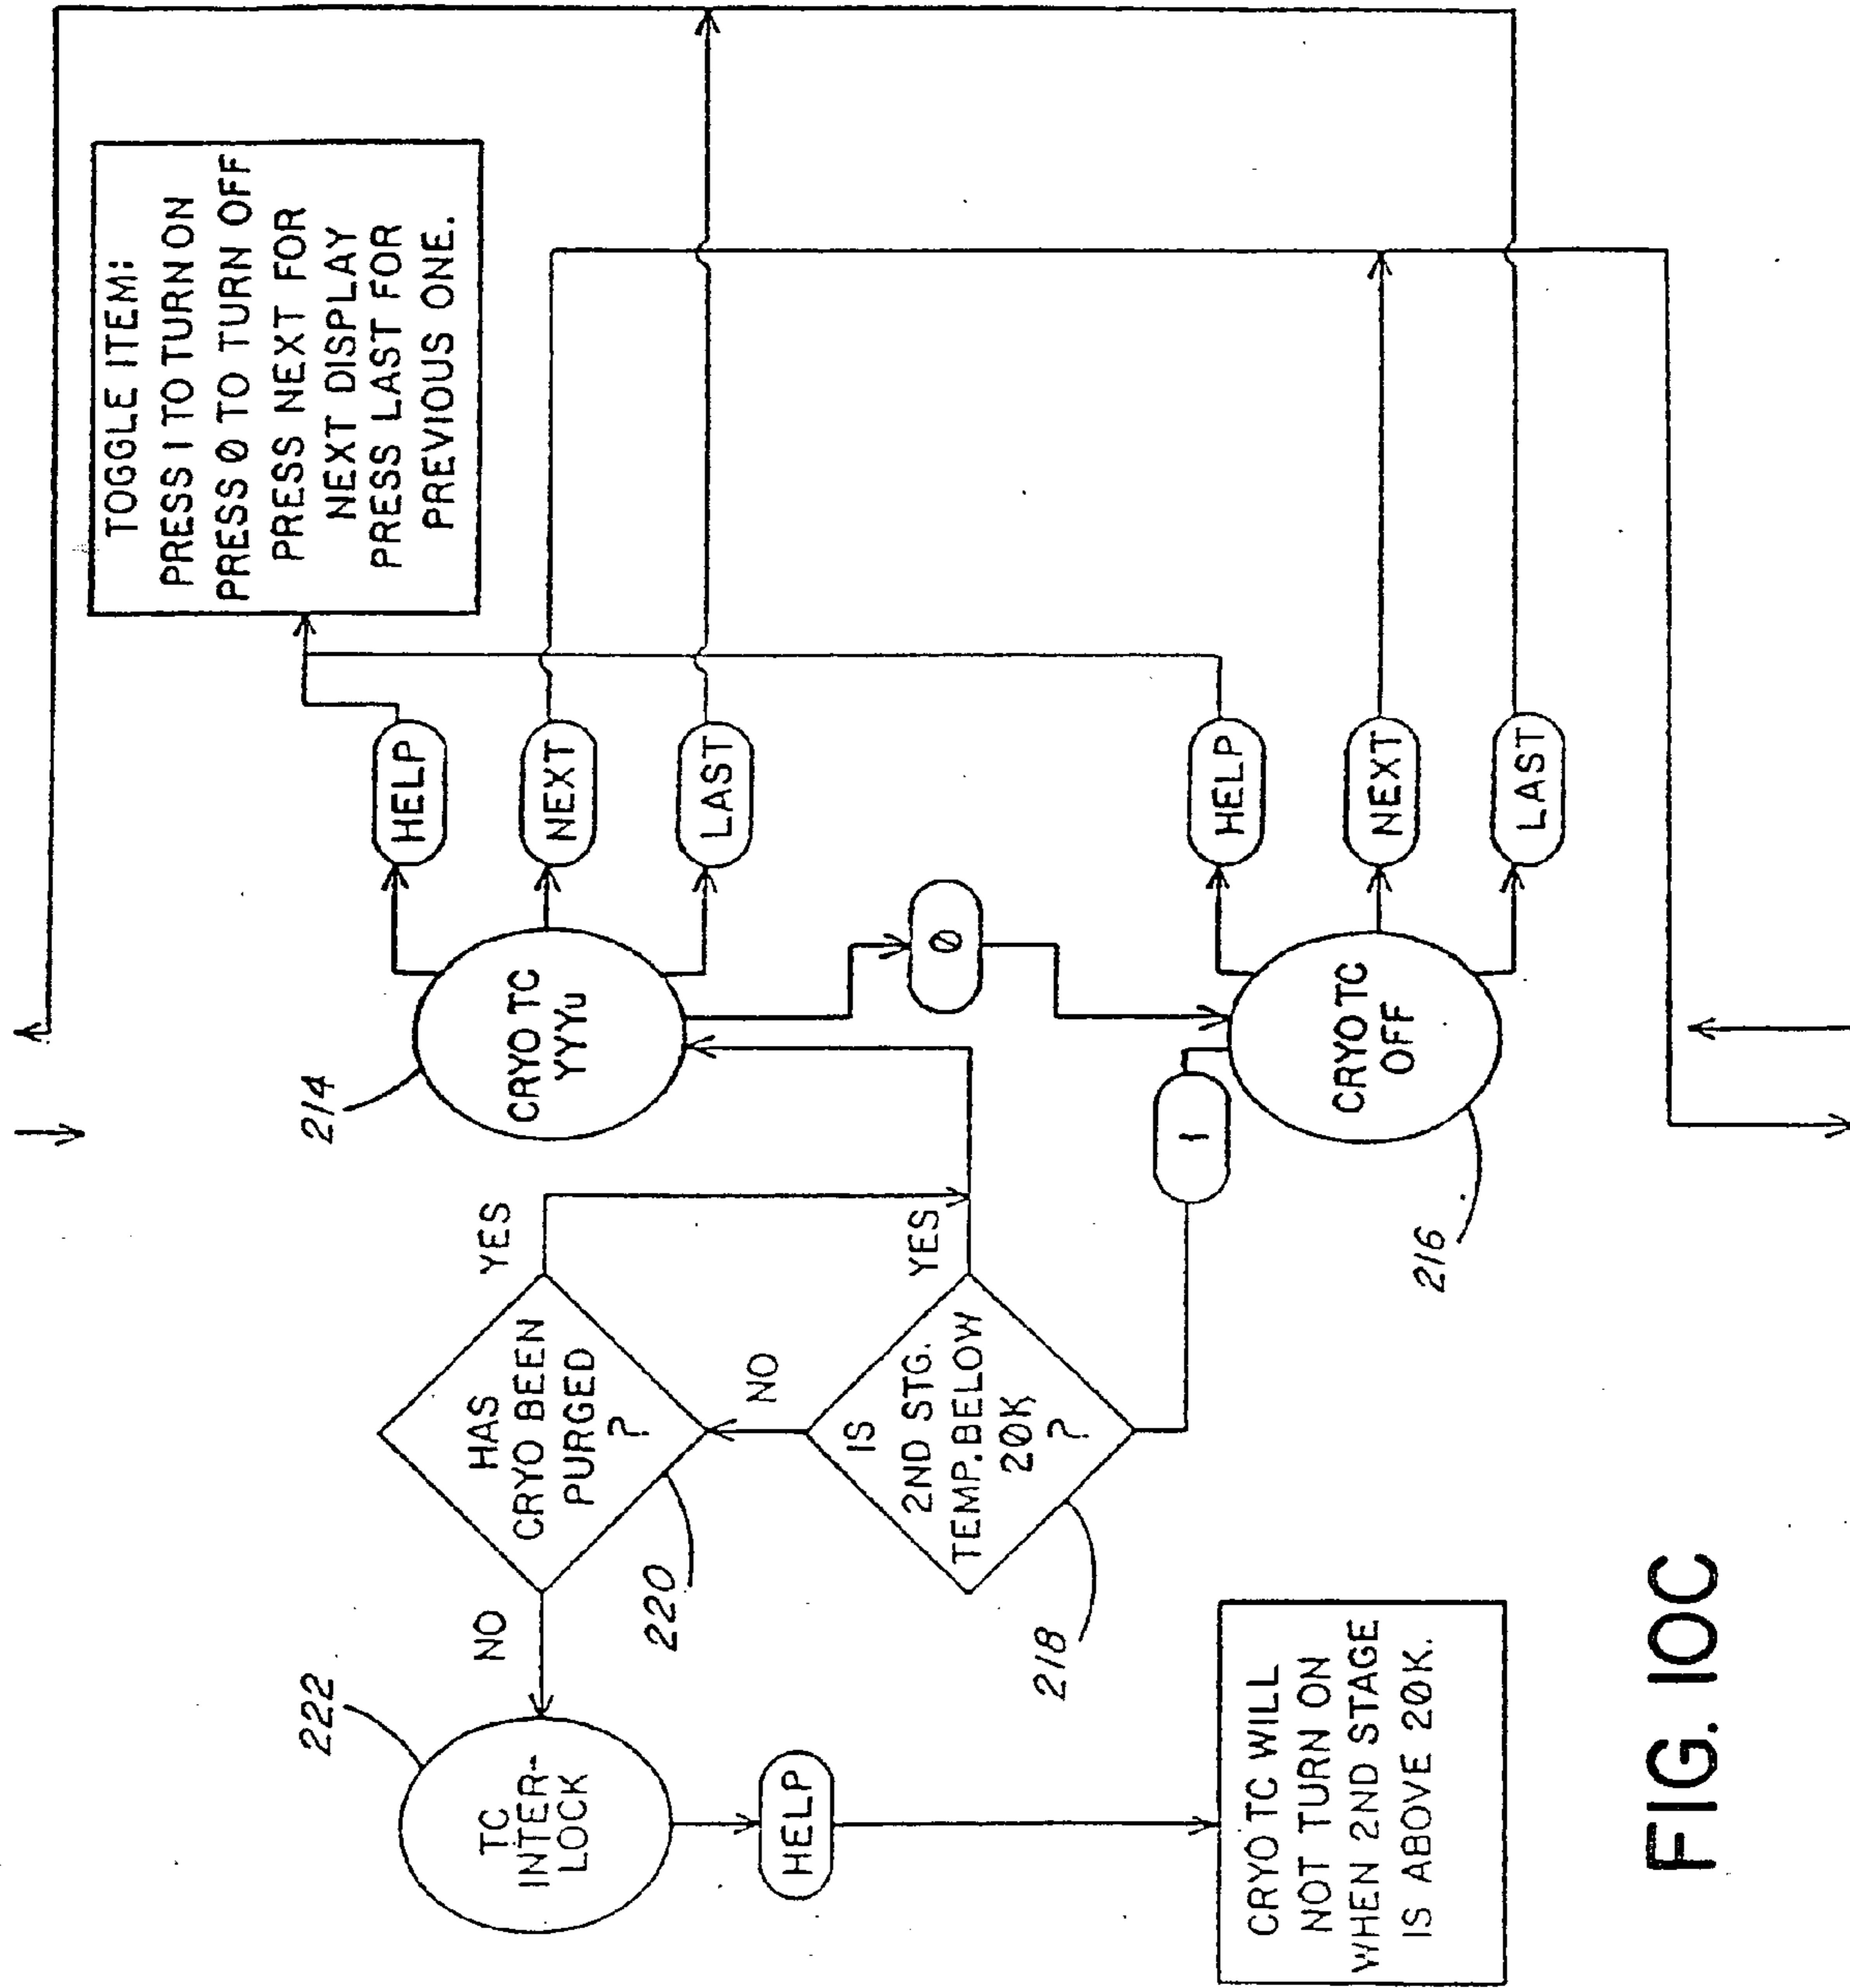 TOGGLE ITEM:
PRESS 1 TO TURN ON
PRESS 0 TO TURN OFF
PRESS NEXT FOR
NEXT DISPLAY
PRESS LAST FOR
PREVIOUS ONE.
HELP
NEXT
LAST
214
CRYO TC
YYYu
0
HELP
NEXT
LAST
CRYO TC
OFF
216
1
HAS
CRYO BEEN
PURGED
?
YES
NO
220
IS
2ND STG.
TEMP. BELOW
20K
?
YES
NO
218
222
TC
INTER-
LOCK
HELP
CRYO TC WILL
NOT TURN ON
WHEN 2ND STAGE
IS ABOVE 20K.
FIG. 10C